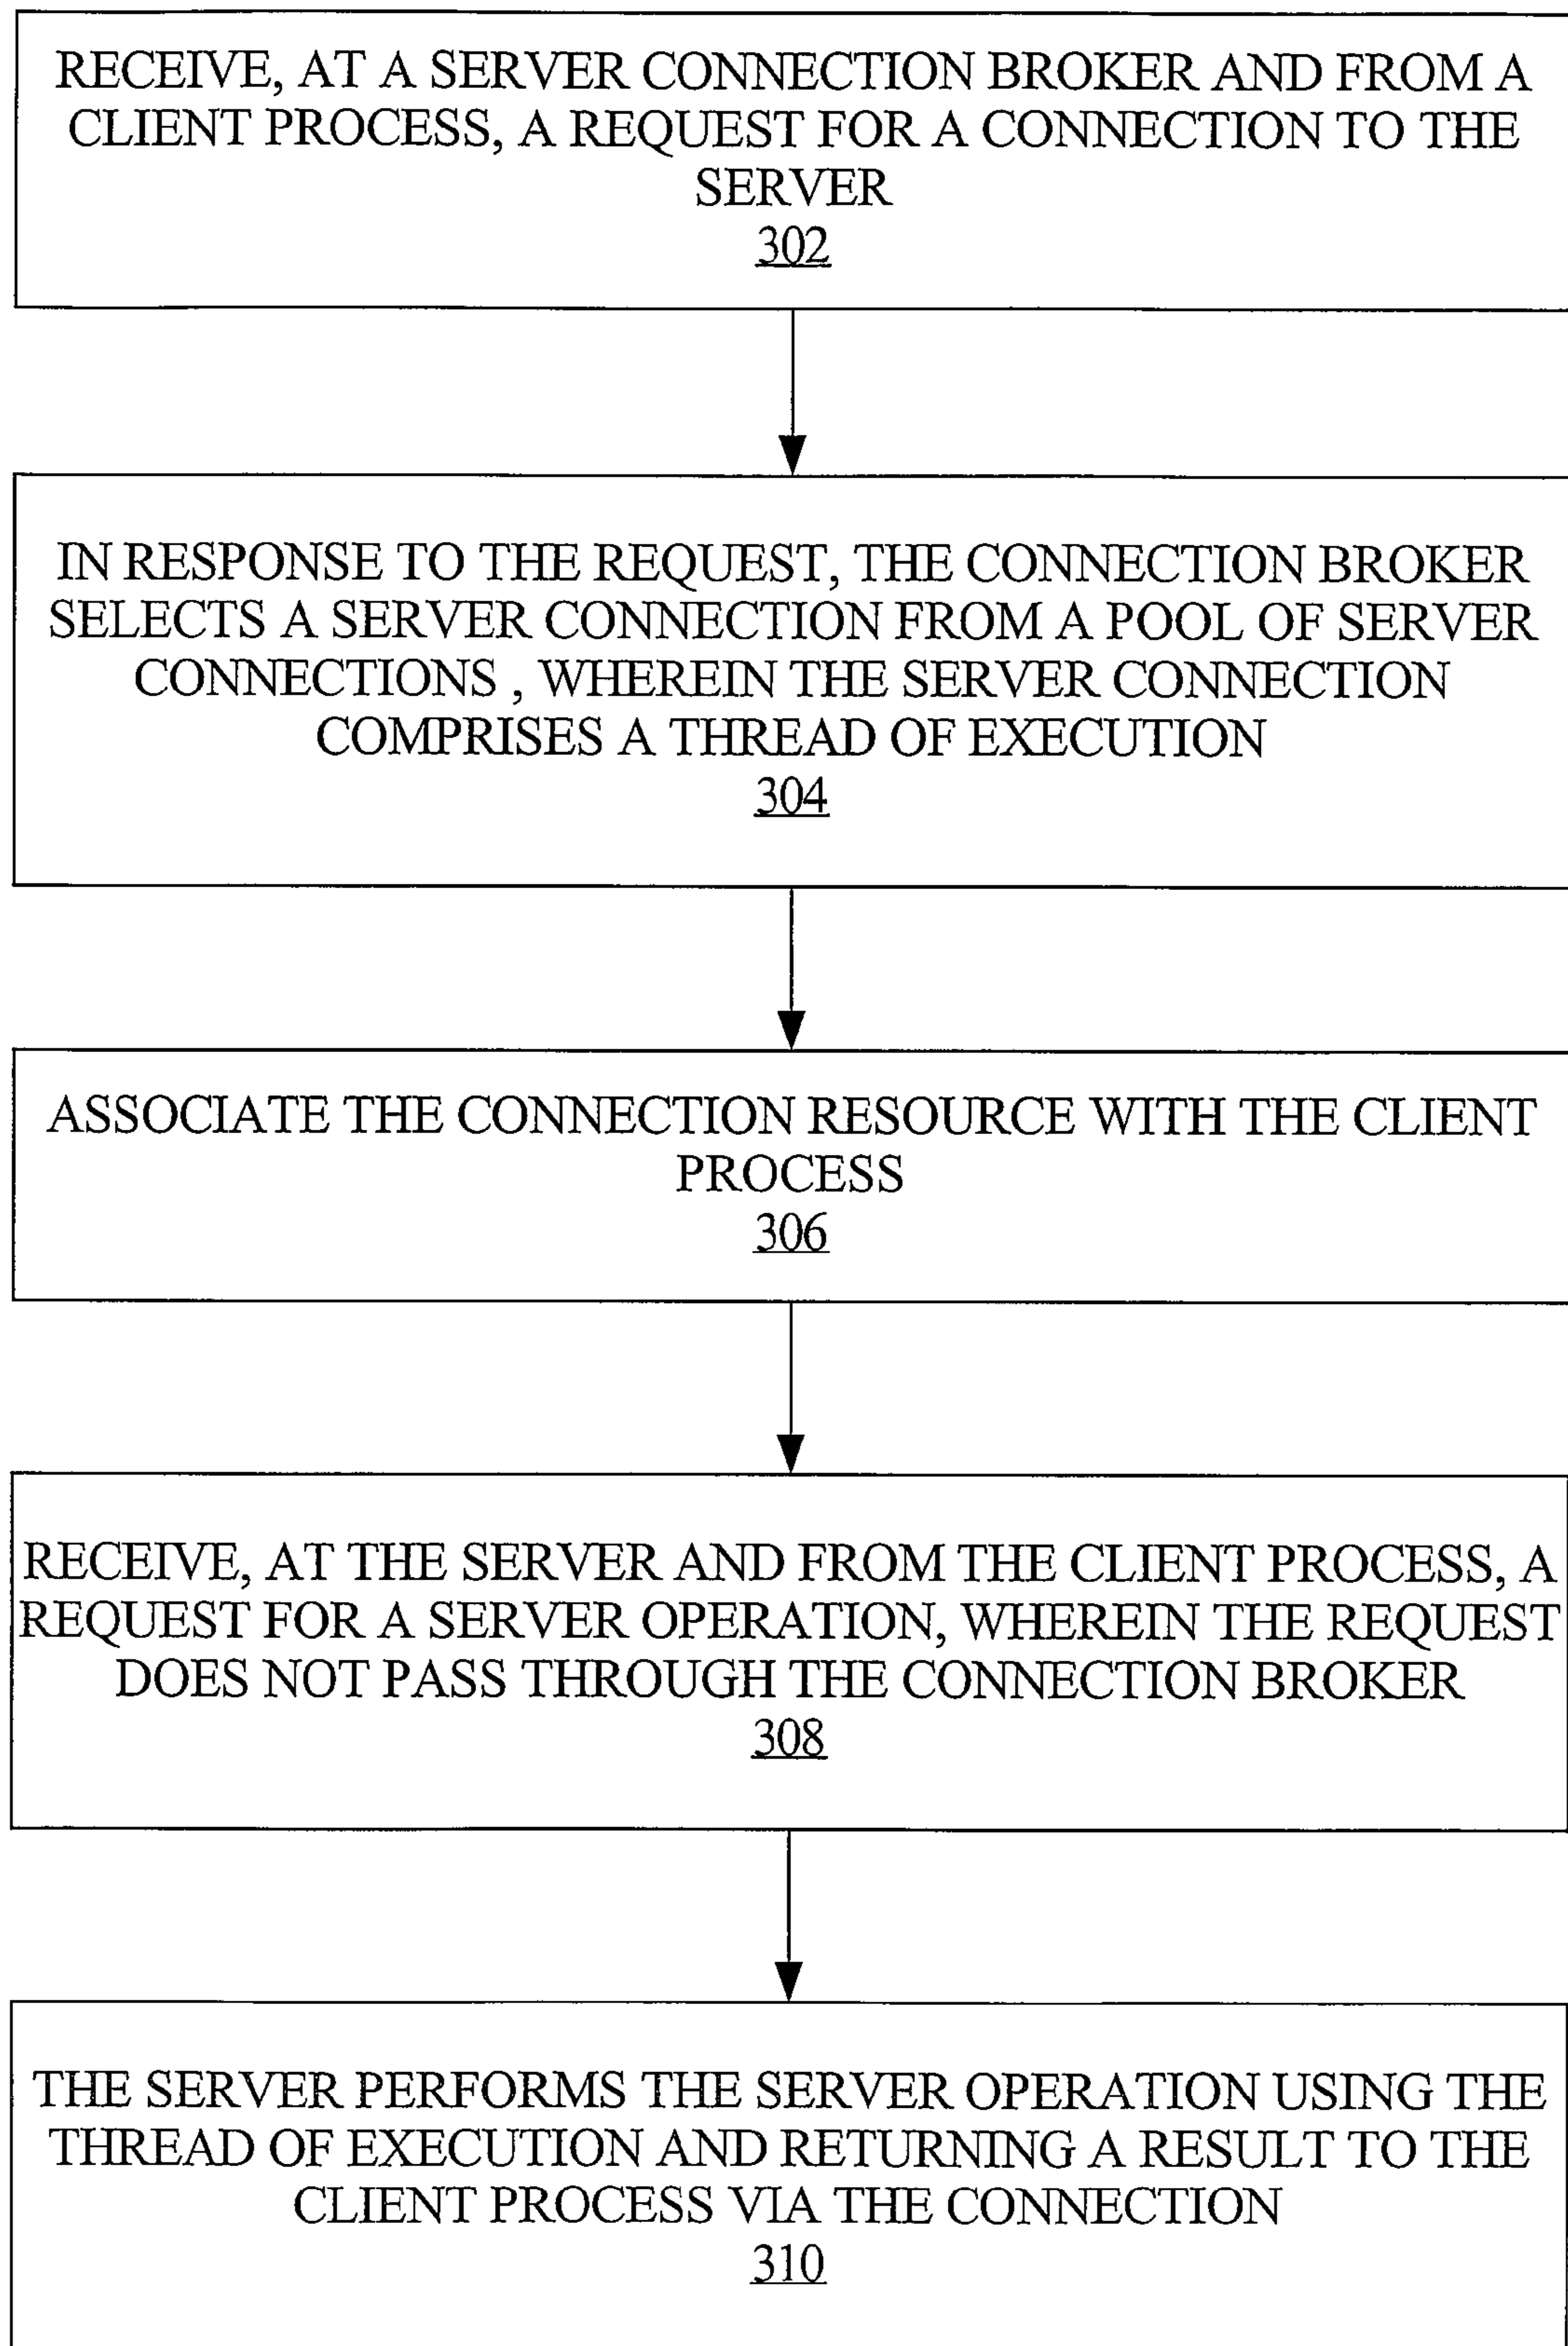 RECEIVE, AT A SERVER CONNECTION BROKER AND FROM A
CLIENT PROCESS, A REQUEST FOR A CONNECTION TO THE
SERVER
302
IN RESPONSE TO THE REQUEST, THE CONNECTION BROKER
SELECTS A SERVER CONNECTION FROM A POOL OF SERVER
CONNECTIONS , WHEREIN THE SERVER CONNECTION
COMPRISES A THREAD OF EXECUTION
304
ASSOCIATE THE CONNECTION RESOURCE WITH THE CLIENT
PROCESS
306
RECEIVE, AT THE SERVER AND FROM THE CLIENT PROCESS, A
REQUEST FOR A SERVER OPERATION, WHEREIN THE REQUEST
DOES NOT PASS THROUGH THE CONNECTION BROKER
308
THE SERVER PERFORMS THE SERVER OPERATION USING THE
THREAD OF EXECUTION AND RETURNING A RESULT TO THE
CLIENT PROCESS VIA THE CONNECTION
310